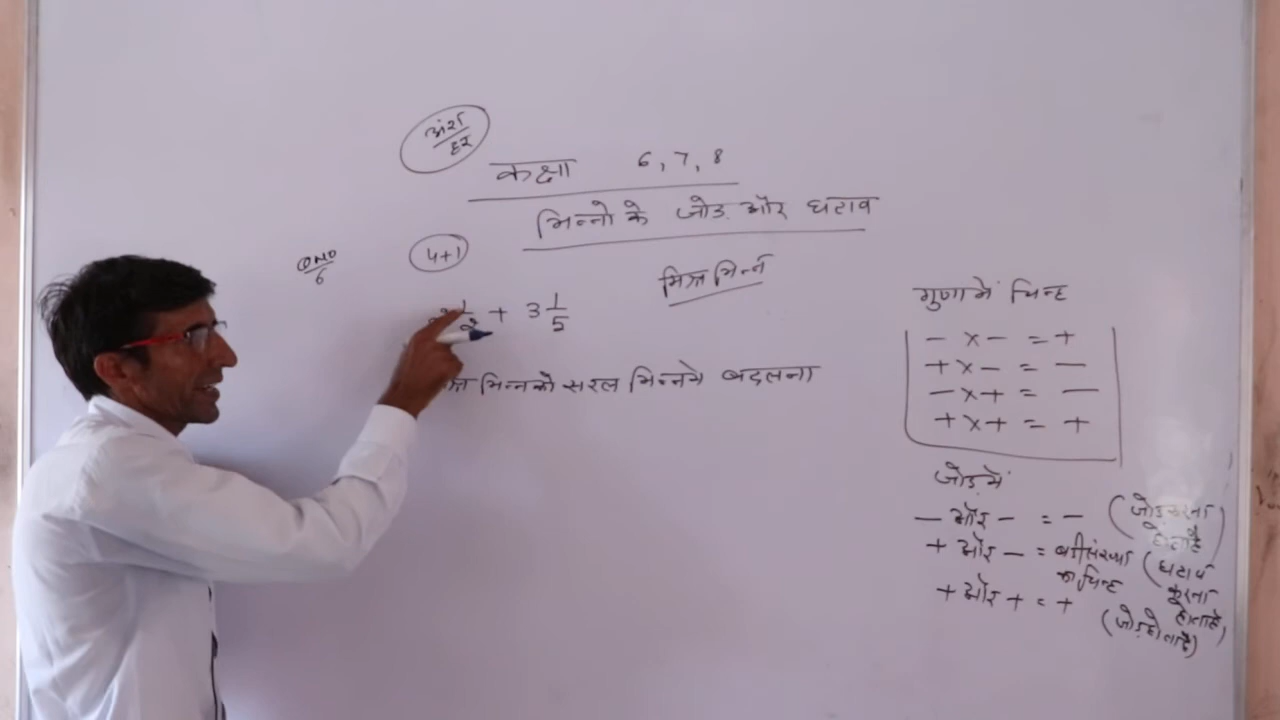 अंश
हर
कक्षा 6, 7, 8
भिन्नो के जोड़ और घटाव
QNO
6
4+1
मिश्र भिन्न
1/2 + 3 1/5
भिन्नको सरल भिन्नमे बदलना
गुणा में चिन्ह
- × - = +
+ × - = -
- × + = -
+ × + = +
जोड़ में
- और - = - (जोड़ करना होता है)
+ और - = बडी संख्या का चिन्ह (घटाव करना होता है)
+ और + = + (जोड़ होता है)